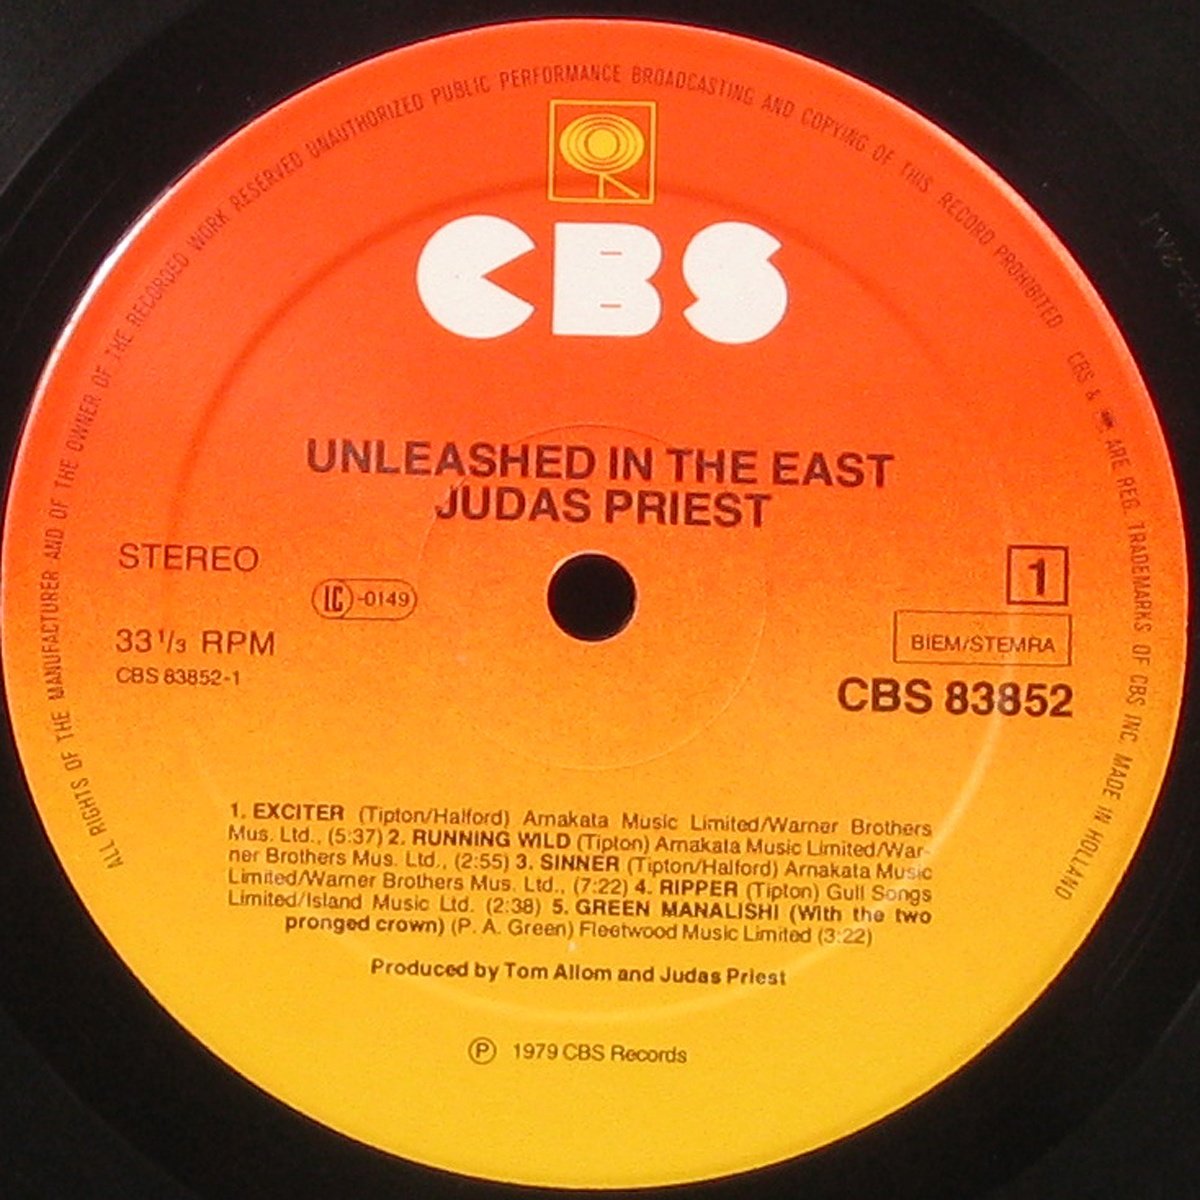 ALL RIGHTS OF THE MANUFACTURER AND OF THE OWNER OF THE RECORDED WORK RESERVED UNAUTHORIZED PUBLIC PERFORMANCE BROADCASTING AND COPYING OF THIS RECORD PROHIBITED CBS & ARE REG. TRADEMARKS OF CBS INC. MADE IN HOLLAND
CBS
UNLEASHED IN THE EAST
JUDAS PRIEST
STEREO
1
LC-0149
33 1/3 RPM
BIEM/STEMRA
CBS 83852-1
CBS 83852
1. EXCITER (Tipton/Halford) Arnakata Music Limited/Warner Brothers
Mus. Ltd., (5:37) 2. RUNNING WILD (Tipton) Arnakata Music Limited/War-
ner Brothers Mus. Ltd., (2:55) 3. SINNER (Tipton/Halford) Arnakata Music
Limited/Warner Brothers Mus. Ltd., (7:22) 4. RIPPER (Tipton) Gull Songs
Limited/Island Music Ltd. (2:38) 5. GREEN MANALISHI (With the two
pronged crown) (P. A. Green) Fleetwood Music Limited (3:22)
Produced by Tom Allom and Judas Priest
Ⓟ 1979 CBS Records